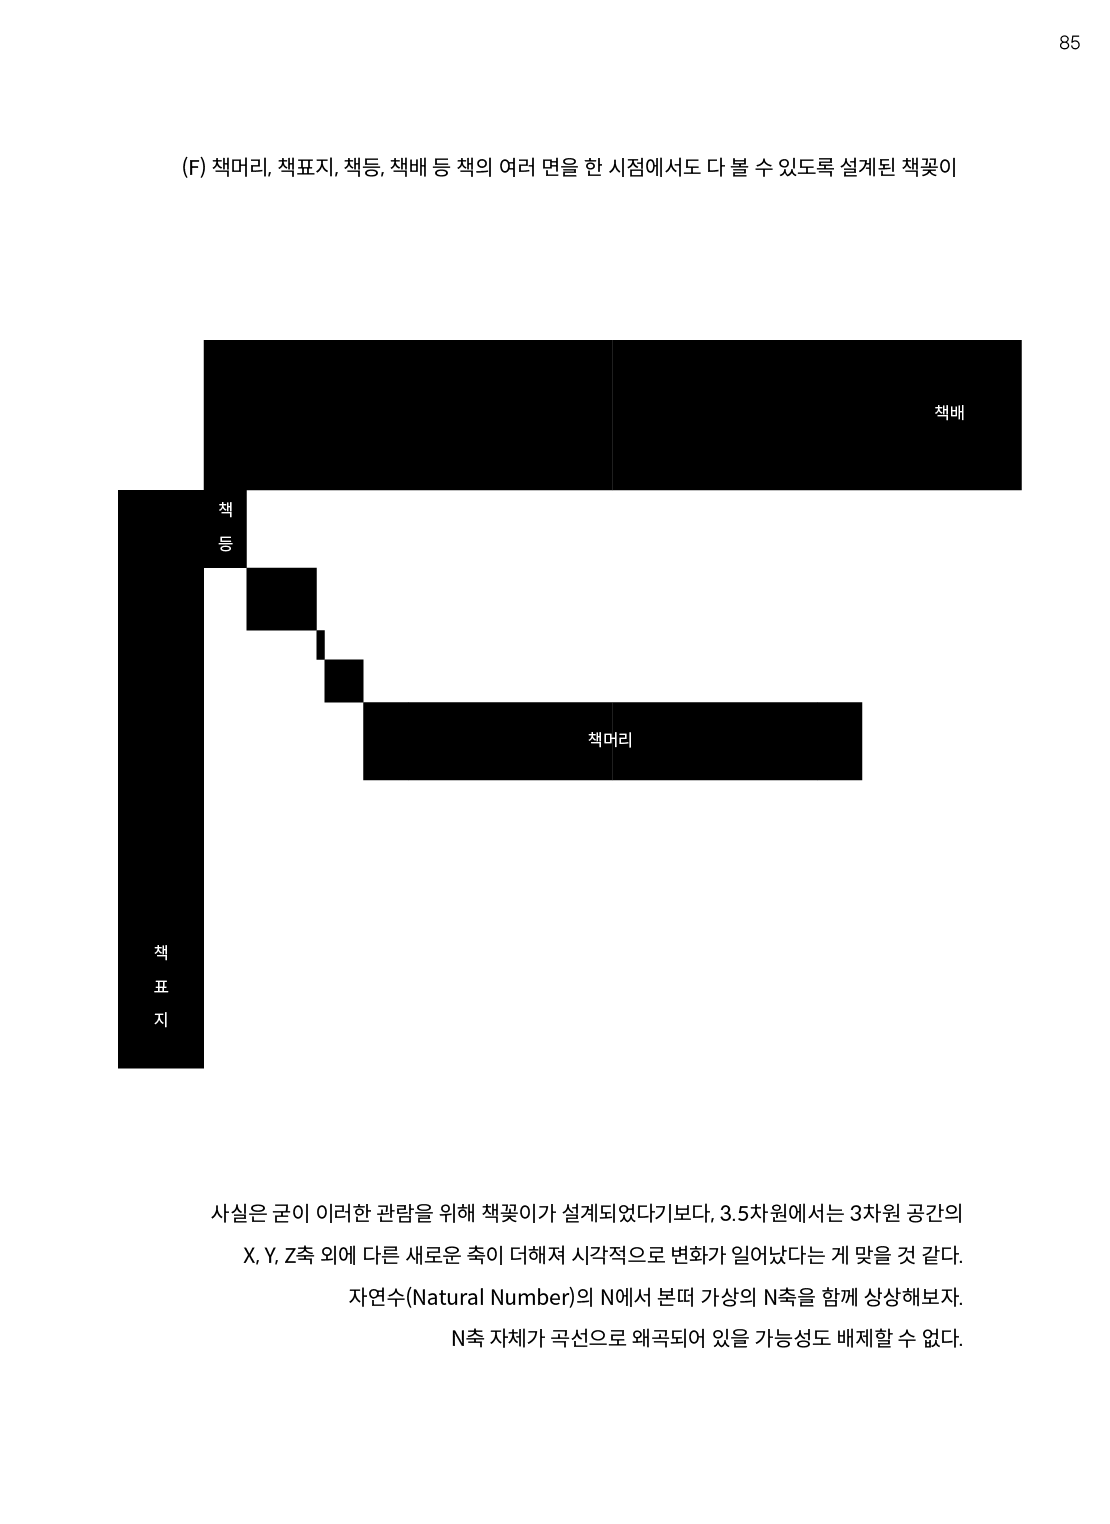 85
(F) 책머리, 책표지, 책등, 책배 등 책의 여러 면을 한 시점에서도 다 볼 수 있도록 설계된 책꽂이
책배
책
등
책머리
책
표
지
사실은 굳이 이러한 관람을 위해 책꽂이가 설계되었다기보다, 3.5차원에서는 3차원 공간의
X, Y, Z축 외에 다른 새로운 축이 더해져 시각적으로 변화가 일어났다는 게 맞을 것 같다.
자연수(Natural Number)의 N에서 본떠 가상의 N축을 함께 상상해보자.
N축 자체가 곡선으로 왜곡되어 있을 가능성도 배제할 수 없다.